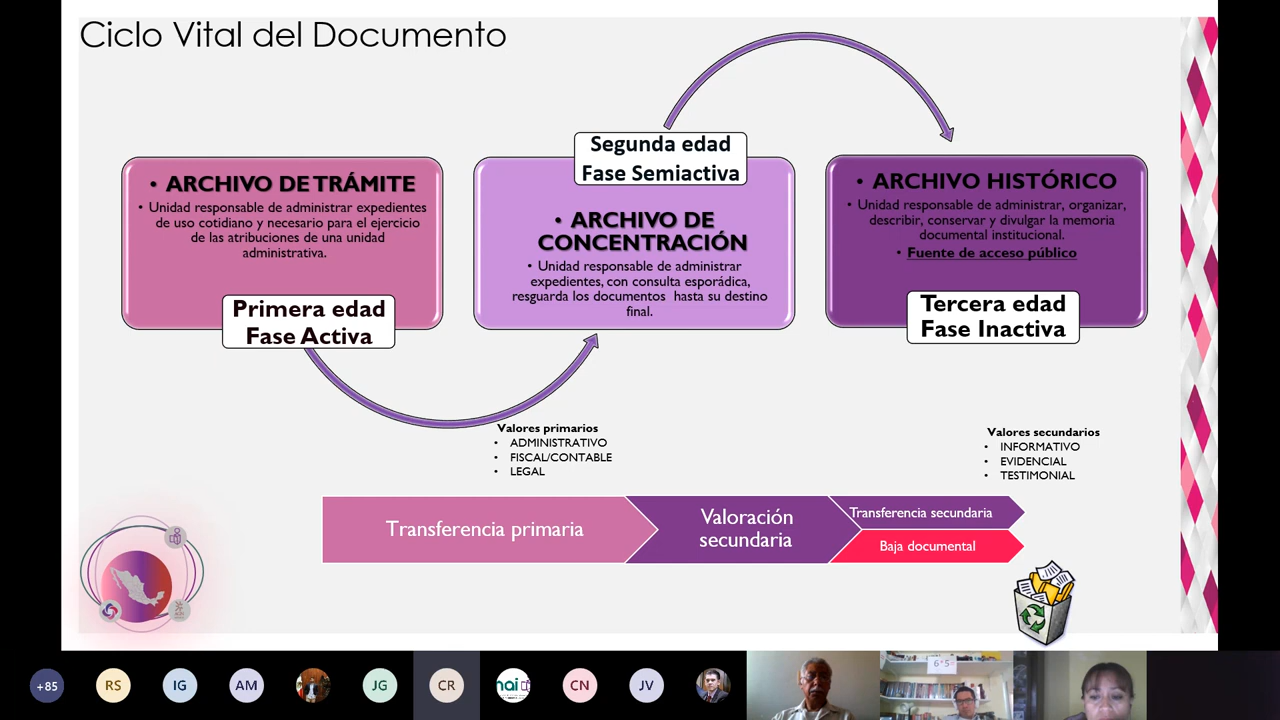 Ciclo Vital del Documento
• ARCHIVO DE TRÁMITE
• Unidad responsable de administrar expedientes
de uso cotidiano y necesario para el ejercicio
de las atribuciones de una unidad
administrativa.
Primera edad
Fase Activa
Segunda edad
Fase Semiactiva
• ARCHIVO DE
CONCENTRACIÓN
• Unidad responsable de administrar
expedientes, con consulta esporádica,
resguarda los documentos hasta su destino
final.
• ARCHIVO HISTÓRICO
• Unidad responsable de administrar, organizar,
describir, conservar y divulgar la memoria
documental institucional.
• Fuente de acceso público
Tercera edad
Fase Inactiva
Valores primarios
• ADMINISTRATIVO
• FISCAL/CONTABLE
• LEGAL
Valores secundarios
• INFORMATIVO
• EVIDENCIAL
• TESTIMONIAL
Transferencia primaria
Valoración
secundaria
Transferencia secundaria
Baja documental
+85
RS
IG
AM
JG
CR
nai
CN
JV